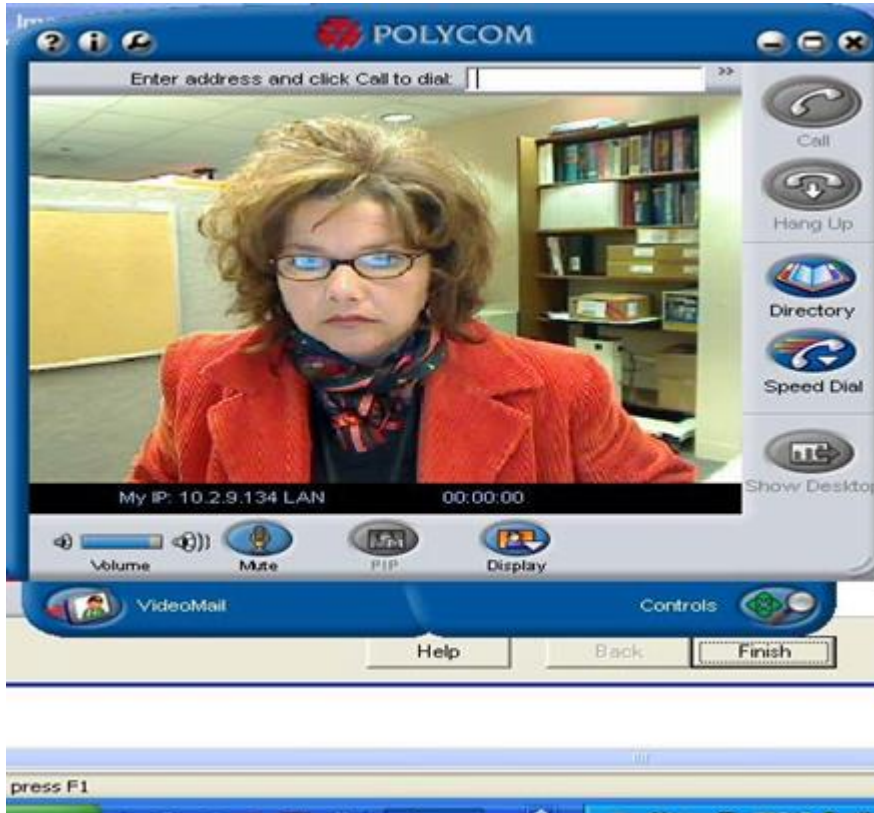 POLYCOM
Enter address and click Call to dial:
Call
Hang Up
Directory
Speed Dial
Show Desktop
My IP: 10.2.9.134 LAN 00:00:00
Volume Mute PIP Display
VideoMail Controls
Help Back Finish
press F1